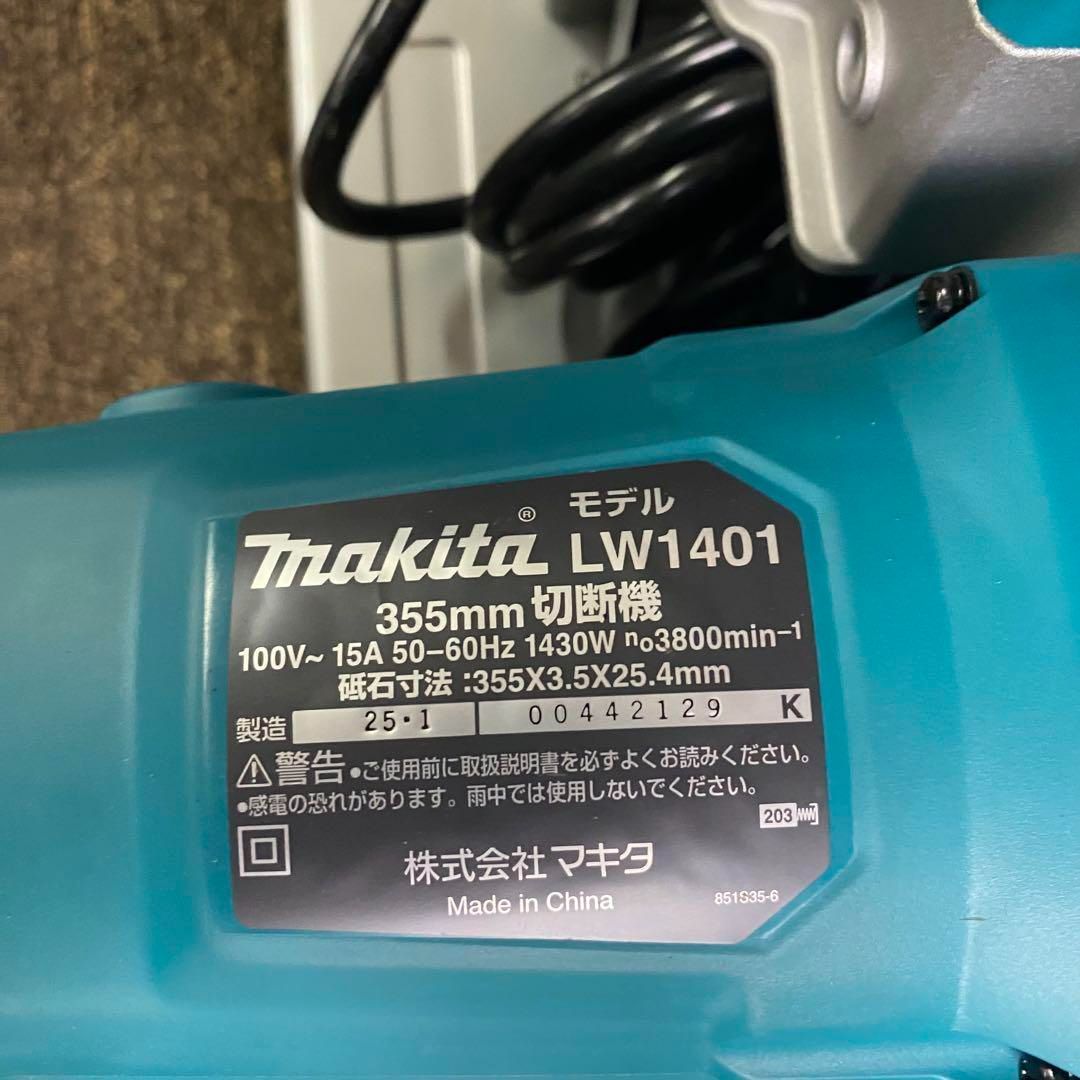 モデル
makita® LW1401
355mm 切断機
100V~ 15A 50-60Hz 1430W n₀3800min⁻¹
砥石寸法:355X3.5X25.4mm
製造 25・1 00442129 K
⚠警告 •ご使用前に取扱説明書を必ずよくお読みください。
•感電の恐れがあります。雨中では使用しないでください。
203
株式会社 マキタ
Made in China
851S35-6